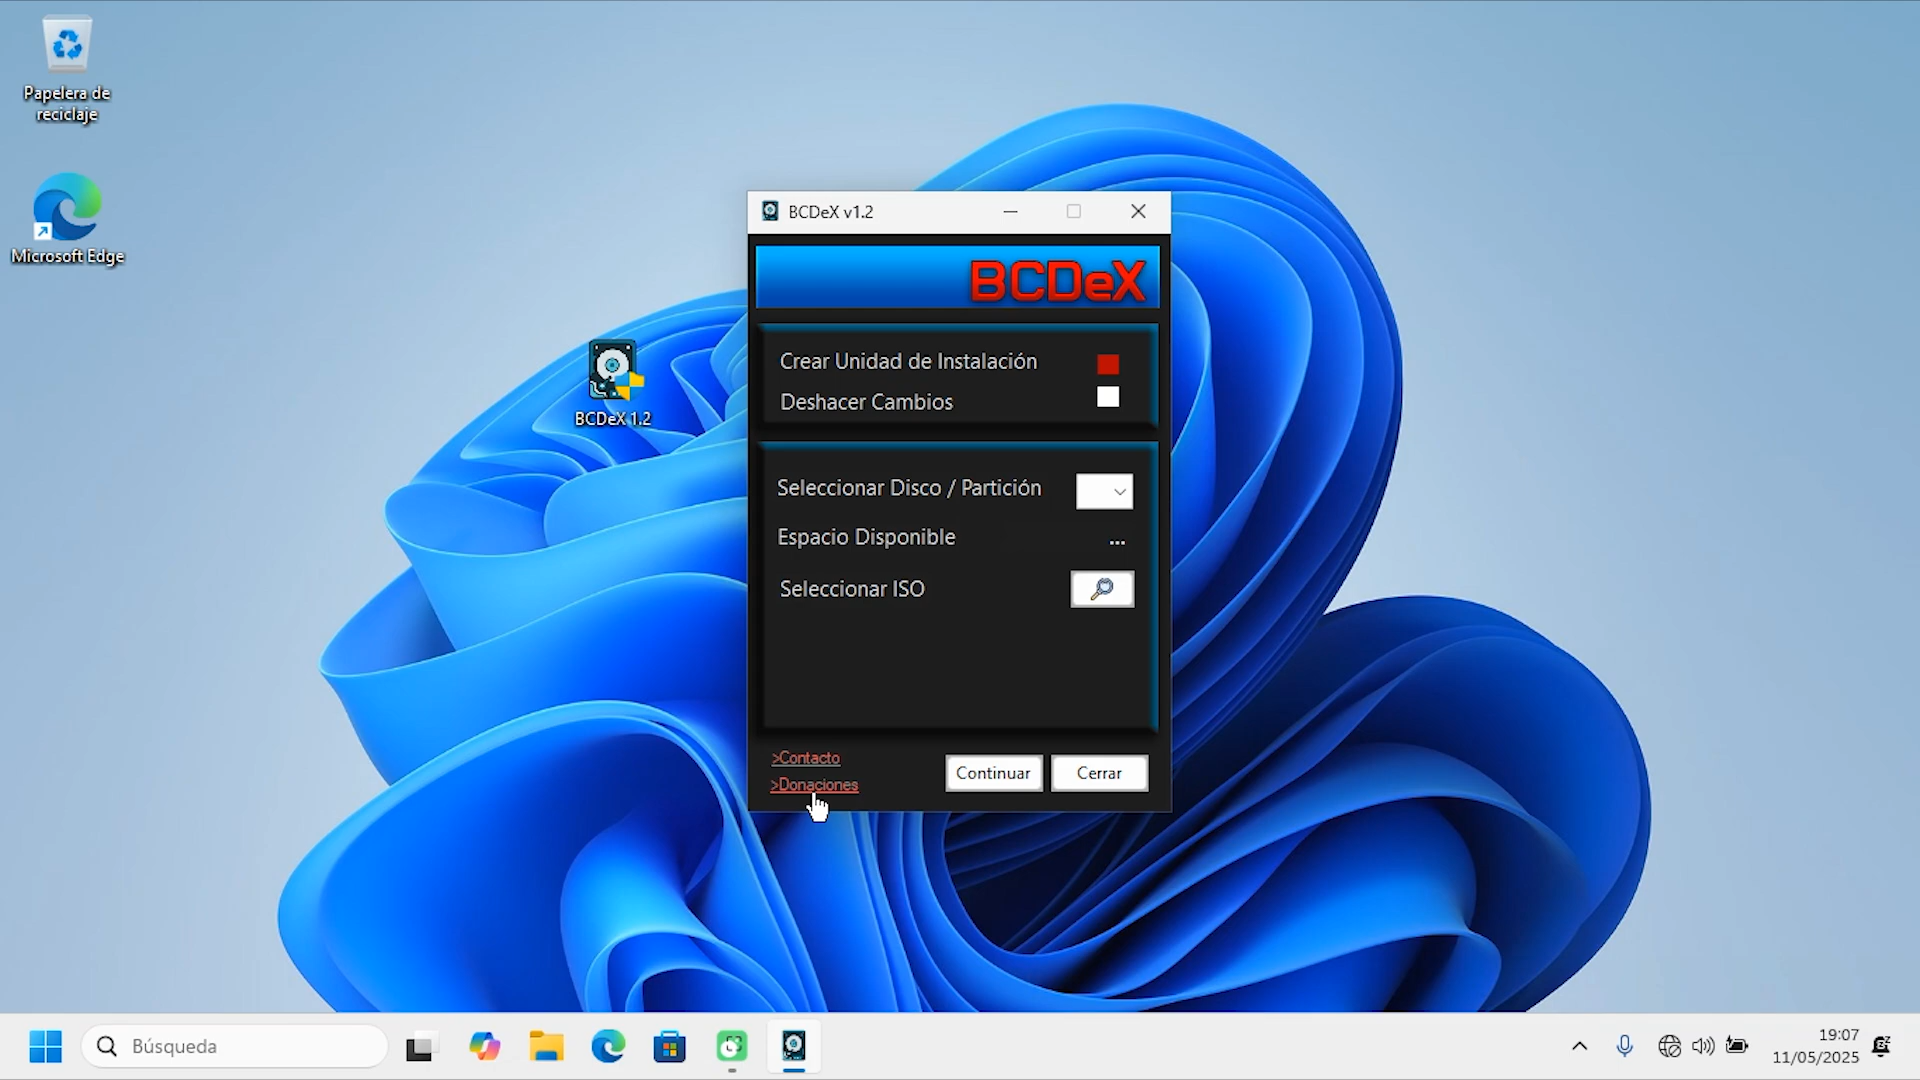 Papelera de
reciclaje
Microsoft Edge
BCDeX 1.2
BCDeX v1.2
BCDeX
Crear Unidad de Instalación
Deshacer Cambios
Seleccionar Disco / Partición
Espacio Disponible
...
Seleccionar ISO
>Contacto
>Donaciones
Continuar
Cerrar
Búsqueda
19:07
11/05/2025